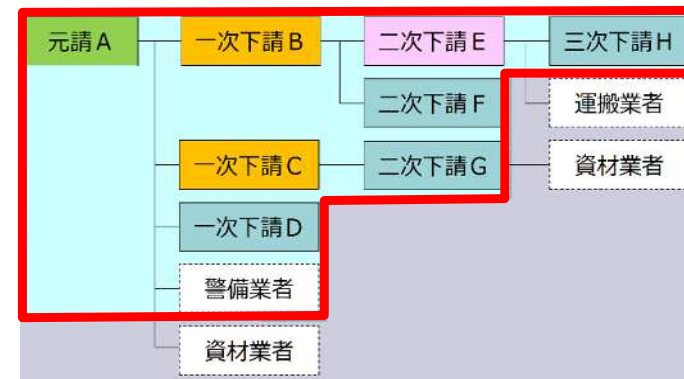 元請A
一次下請B
二次下請E
三次下請H
二次下請F
運搬業者
一次下請C
二次下請G
資材業者
一次下請D
警備業者
資材業者